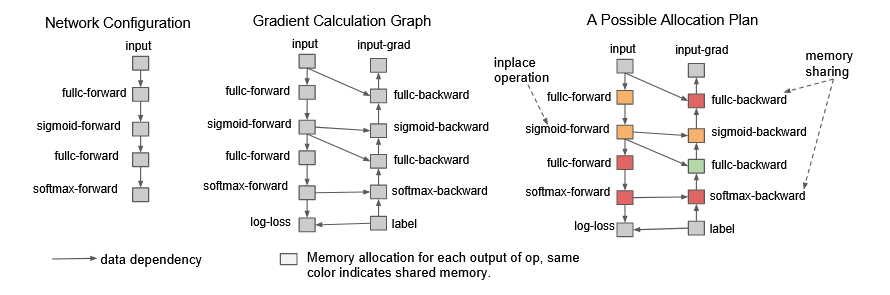 Network Configuration
input
fullc-forward
sigmoid-forward
fullc-forward
softmax-forward
Gradient Calculation Graph
input
input-grad
fullc-forward
fullc-backward
sigmoid-forward
sigmoid-backward
fullc-forward
fullc-backward
softmax-forward
softmax-backward
log-loss
label
A Possible Allocation Plan
input
input-grad
memory
sharing
inplace
operation
fullc-forward
fullc-backward
sigmoid-forward
sigmoid-backward
fullc-forward
fullc-backward
softmax-forward
softmax-backward
log-loss
label
data dependency
Memory allocation for each output of op, same
color indicates shared memory.